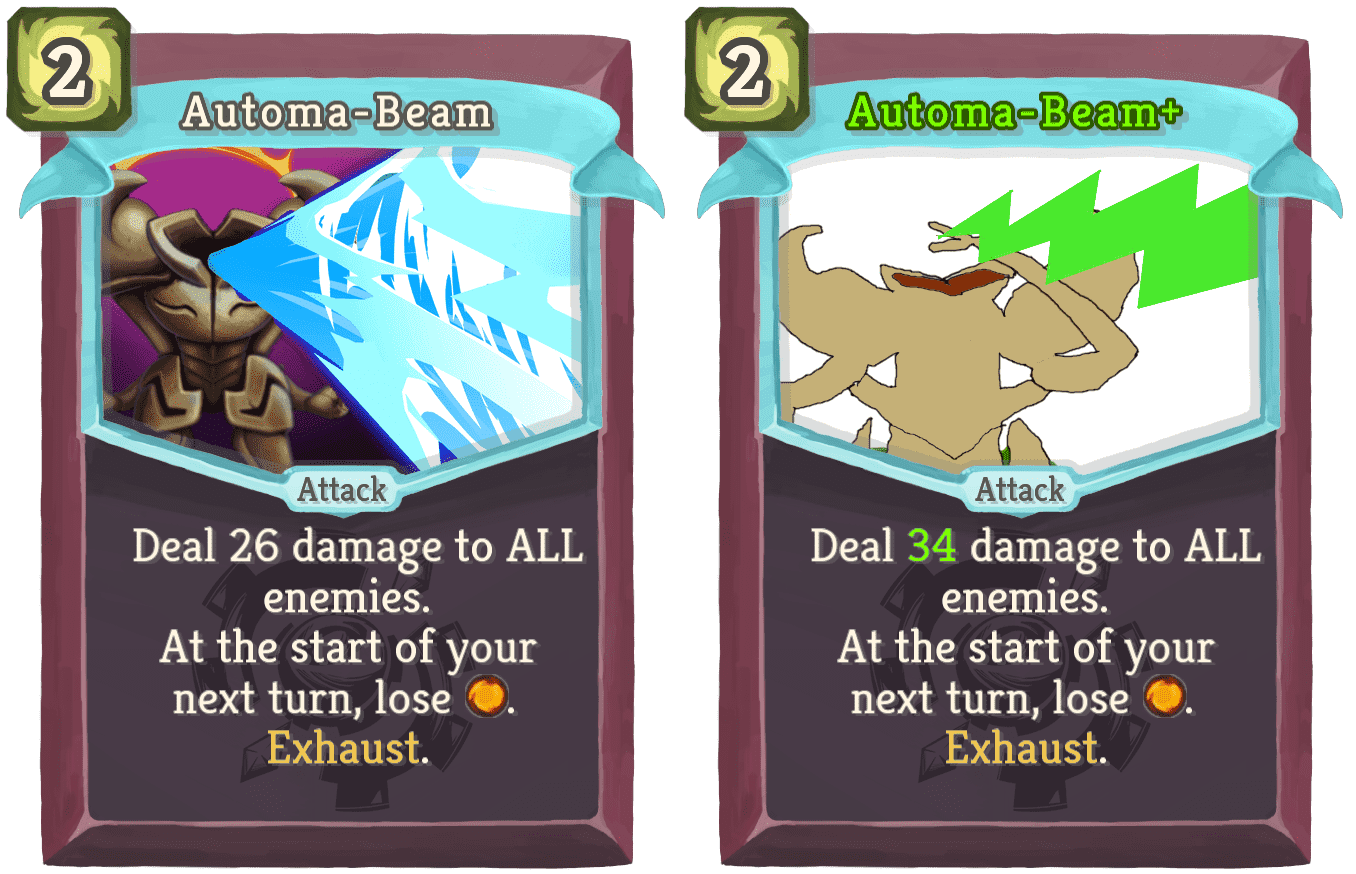 2
Automa-Beam
Attack
Deal 26 damage to ALL
enemies.
At the start of your
next turn, lose .
Exhaust.
2
Automa-Beam+
Attack
Deal 34 damage to ALL
enemies.
At the start of your
next turn, lose .
Exhaust.